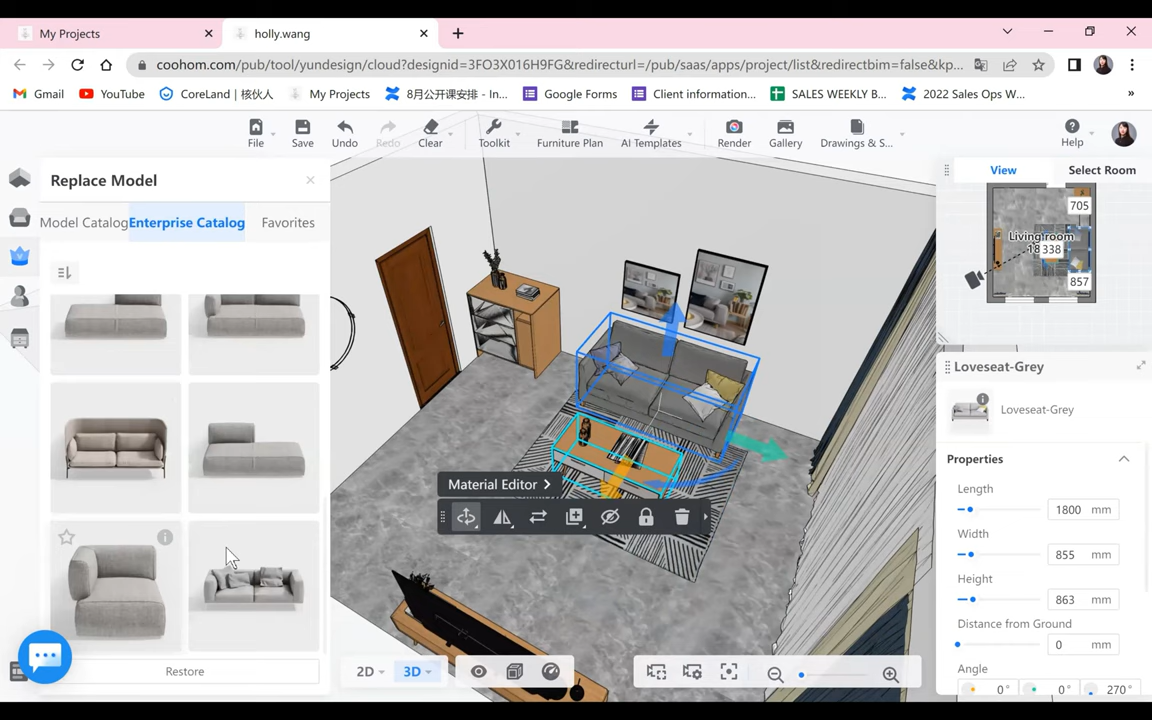 My Projects
holly.wang
coohom.com/pub/tool/yundesign/cloud?designid=3FO3X016H9FG&redirecturl=/pub/saas/apps/project/list&redirectbim=false&kp...
Gmail YouTube CoreLand | 核伙人 My Projects 8月公开课安排 - In... Google Forms Client information... SALES WEEKLY B... 2022 Sales Ops W... »
File Save Undo Redo Clear Toolkit Furniture Plan AI Templates Render Gallery Drawings & S... Help
Replace Model
Model Catalog Enterprise Catalog Favorites
View Select Room
705
Living room
338
857
Loveseat-Grey
Loveseat-Grey
Properties
Length
1800 mm
Width
855 mm
Height
863 mm
Distance from Ground
0 mm
Angle
0° 0° 270°
Material Editor
Restore
2D 3D